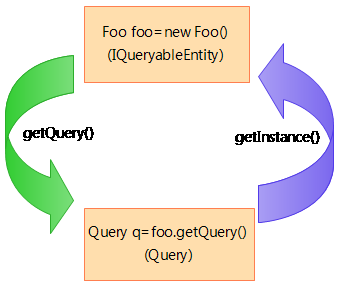 Foo foo=new Foo()
(IQueryableEntity)
getQuery()
getInstance()
Query q=foo.getQuery()
(Query)